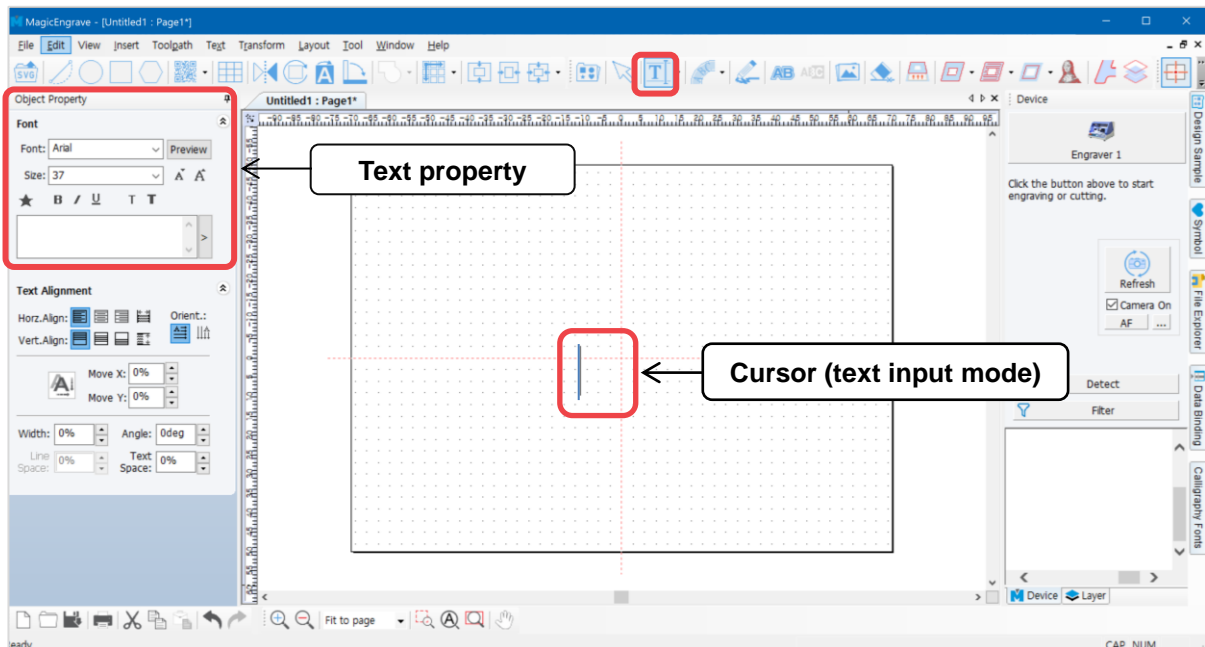 MagicEngrave - [Untitled1 : Page1*]
File Edit View Insert Toolpath Text Transform Layout Tool Window Help
SVG T AB
Object Property
Untitled1 : Page1*
Device
Font
Font: Arial Preview
Size: 37
B I U T T
>
Text property
Engraver 1
Click the button above to start
engraving or cutting.
Refresh
Camera On
AF ...
Text Alignment
Horz.Align: Orient.:
Vert.Align:
Move X: 0%
Move Y: 0%
Width: 0% Angle: 0deg
Line Space: 0% Text Space: 0%
Cursor (text input mode)
Detect
Filter
Design Sample
Symbol
File Explorer
Data Binding
Calligraphy Fonts
Device Layer
Fit to page
eady
CAP NUM